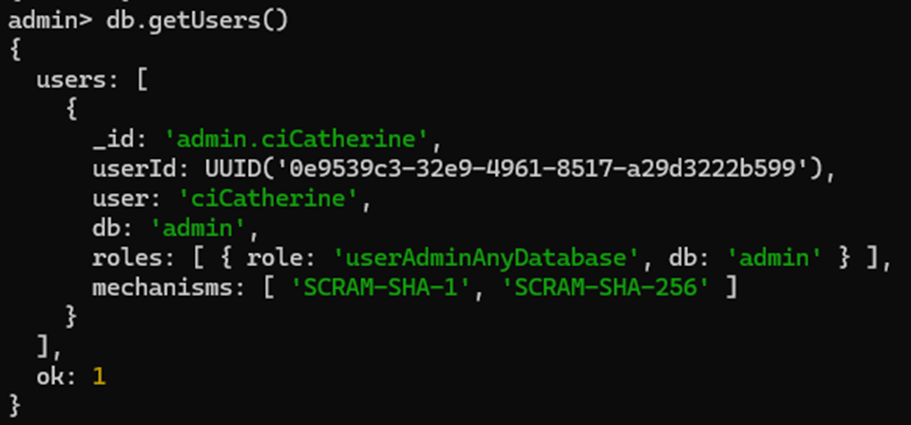 admin> db.getUsers()
{
  users: [
    {
      _id: 'admin.ciCatherine',
      userId: UUID('0e9539c3-32e9-4961-8517-a29d3222b599'),
      user: 'ciCatherine',
      db: 'admin',
      roles: [ { role: 'userAdminAnyDatabase', db: 'admin' } ],
      mechanisms: [ 'SCRAM-SHA-1', 'SCRAM-SHA-256' ]
    }
  ],
  ok: 1
}